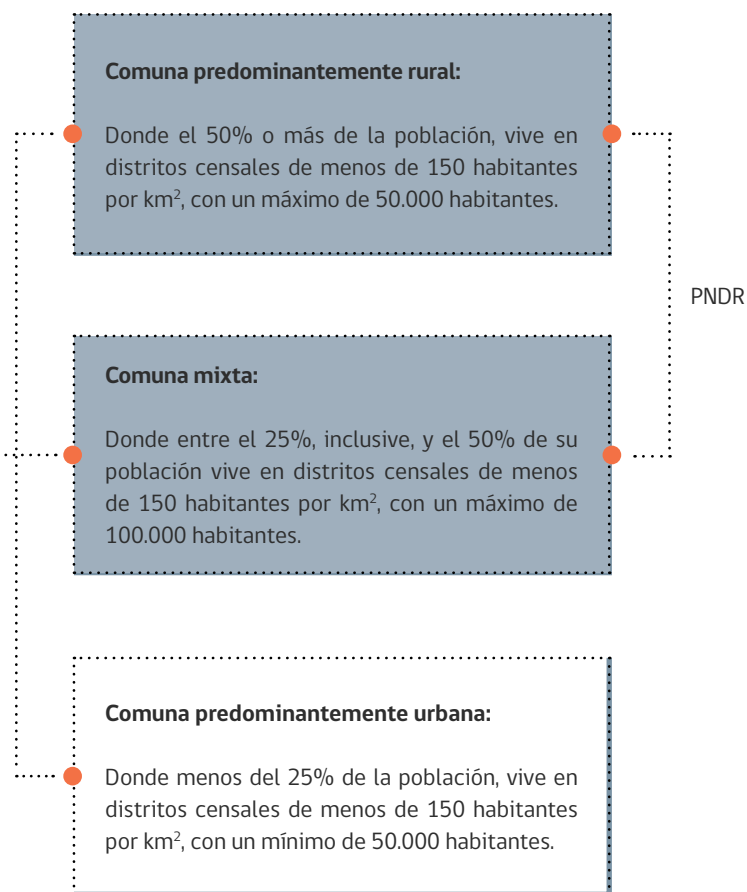 Comuna predominantemente rural:
Donde el 50% o más de la población, vive en
distritos censales de menos de 150 habitantes
por km², con un máximo de 50.000 habitantes.
PNDR
Comuna mixta:
Donde entre el 25%, inclusive, y el 50% de su
población vive en distritos censales de menos
de 150 habitantes por km², con un máximo de
100.000 habitantes.
Comuna predominantemente urbana:
Donde menos del 25% de la población, vive en
distritos censales de menos de 150 habitantes
por km², con un mínimo de 50.000 habitantes.